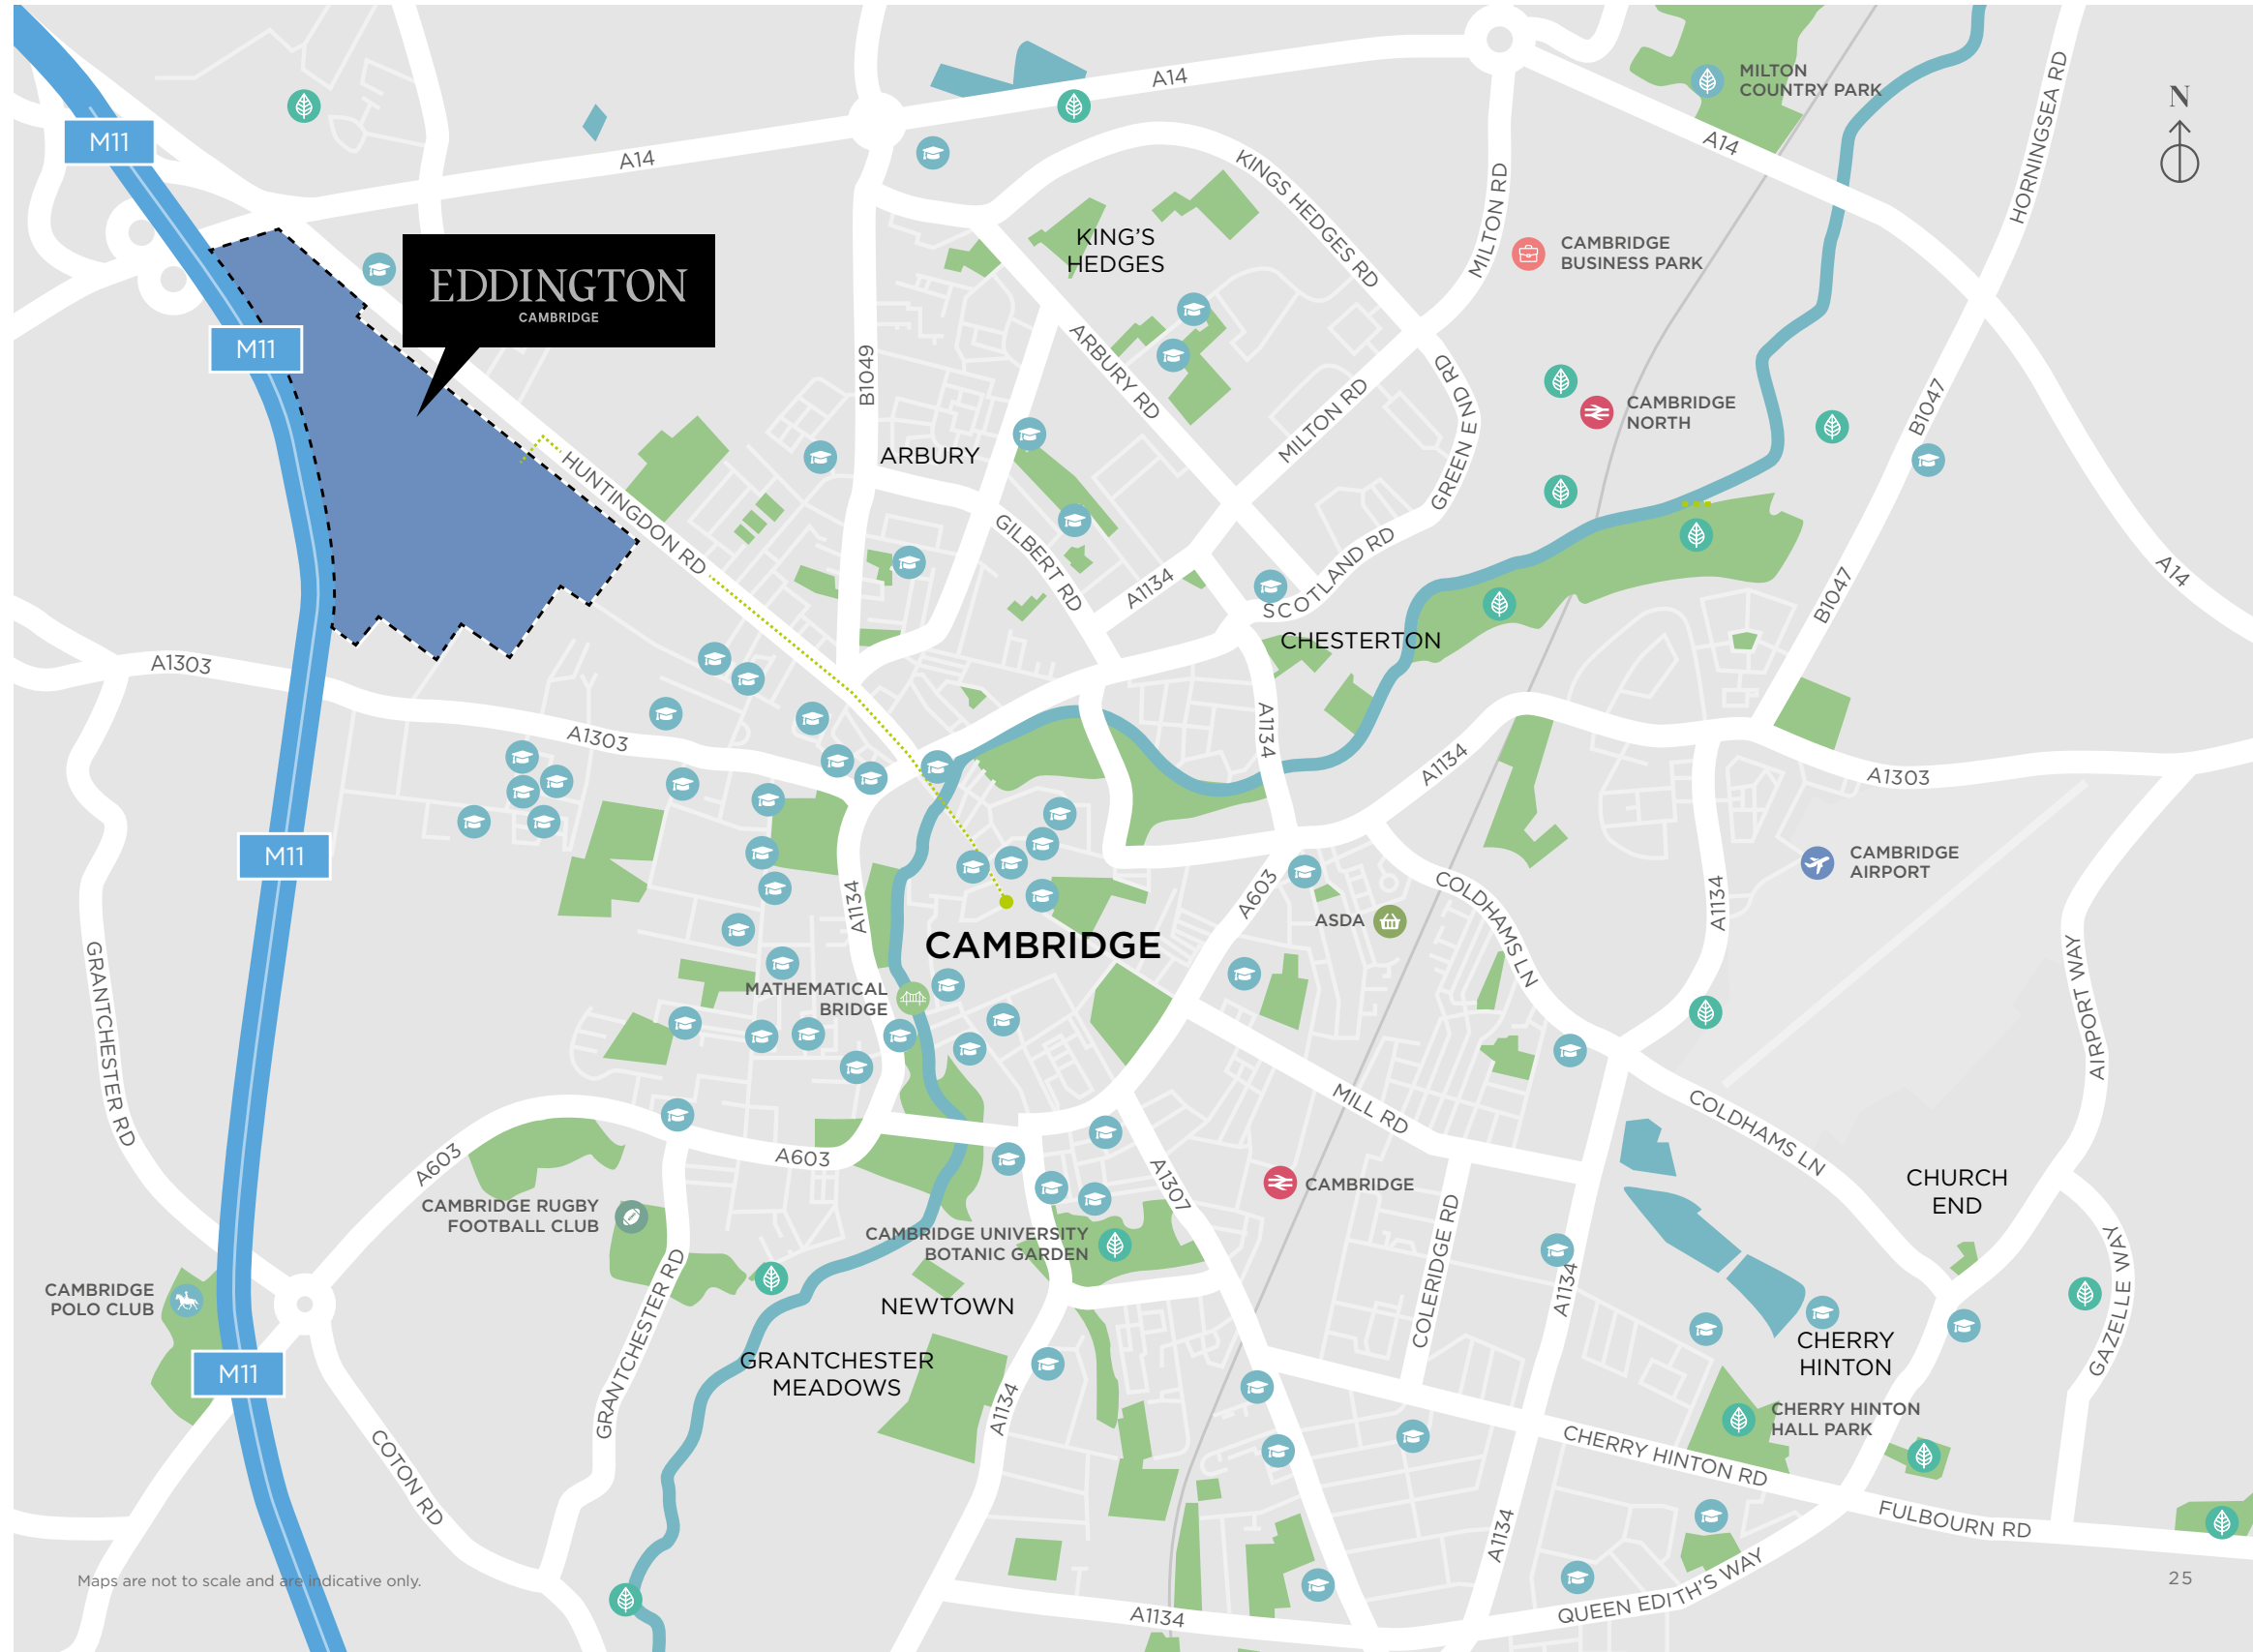 A14
MILTON
COUNTRY PARK
HORNINGSEA RD
N
M11
A14
A14
KINGS HEDGES RD
MILTON RD
KING'S
HEDGES
CAMBRIDGE
BUSINESS PARK
EDDINGTON
CAMBRIDGE
M11
B1049
ARBURY RD
MILTON RD
GREEN END RD
CAMBRIDGE
NORTH
B1047
ARBURY
HUNTINGDON RD
GILBERT RD
GREEN END RD
A1134
SCOTLAND RD
B1047
A14
CHESTERTON
A1303
A1303
A1134
A1134
A1303
M11
CAMBRIDGE
AIRPORT
A1134
A603
ASDA
COLDHAMS LN
A1134
CAMBRIDGE
GRANTCHESTER RD
MATHEMATICAL
BRIDGE
AIRPORT WAY
MILL RD
COLDHAMS LN
A603
A603
A1307
CAMBRIDGE
CHURCH
END
CAMBRIDGE RUGBY
FOOTBALL CLUB
COLERIDGE RD
CAMBRIDGE UNIVERSITY
BOTANIC GARDEN
GAZELLE WAY
CAMBRIDGE
POLO CLUB
GRANTCHESTER RD
NEWTOWN
A1134
M11
GRANTCHESTER
MEADOWS
CHERRY
HINTON
A1134
CHERRY HINTON
HALL PARK
COTON RD
CHERRY HINTON RD
FULBOURN RD
A1134
Maps are not to scale and are indicative only.
A1134
QUEEN EDITH'S WAY
25